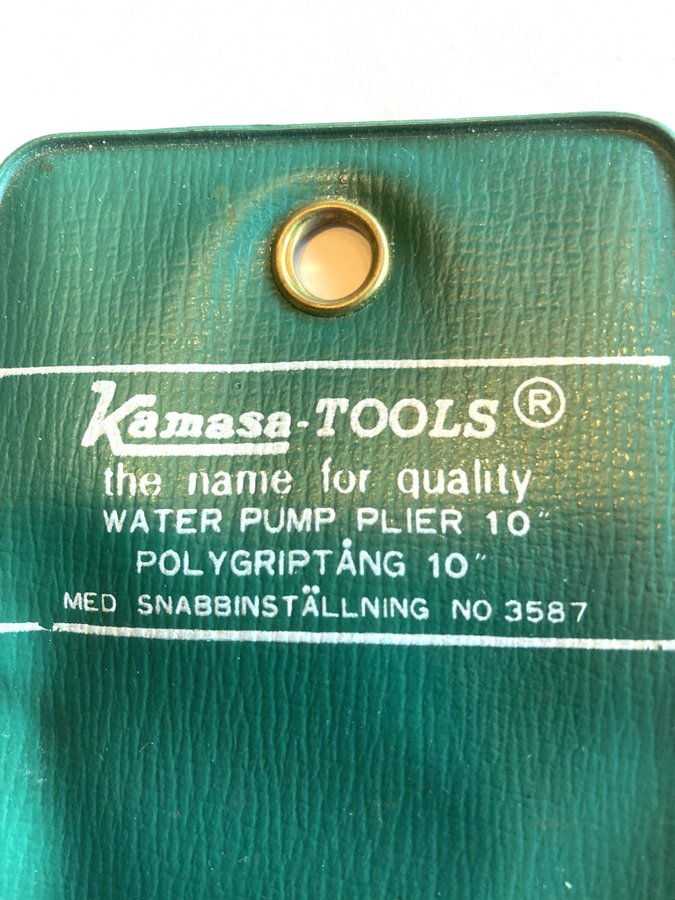 Kamasa-TOOLS ®
the name for quality
WATER PUMP PLIER 10"
POLYGRIPTÅNG 10"
MED SNABBINSTÄLLNING NO 3587